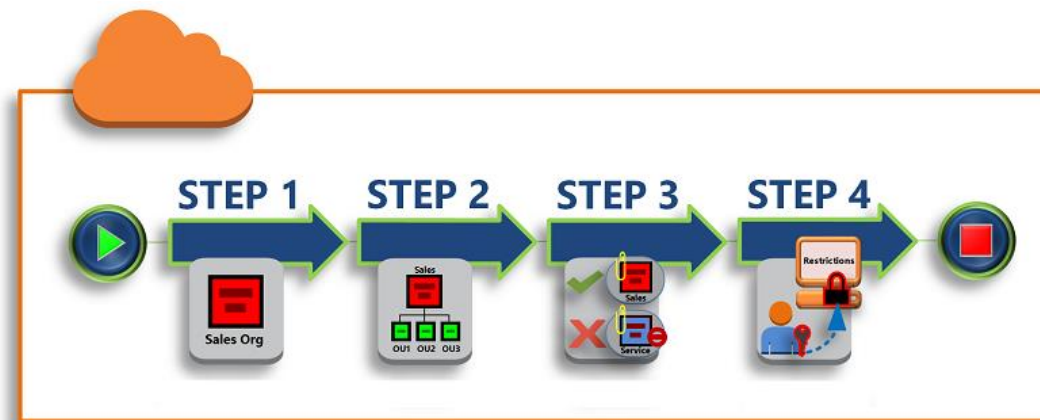 STEP 1
STEP 2
STEP 3
STEP 4
Sales Org
Sales
OU1 OU2 OU3
Sales
Service
Restrictions